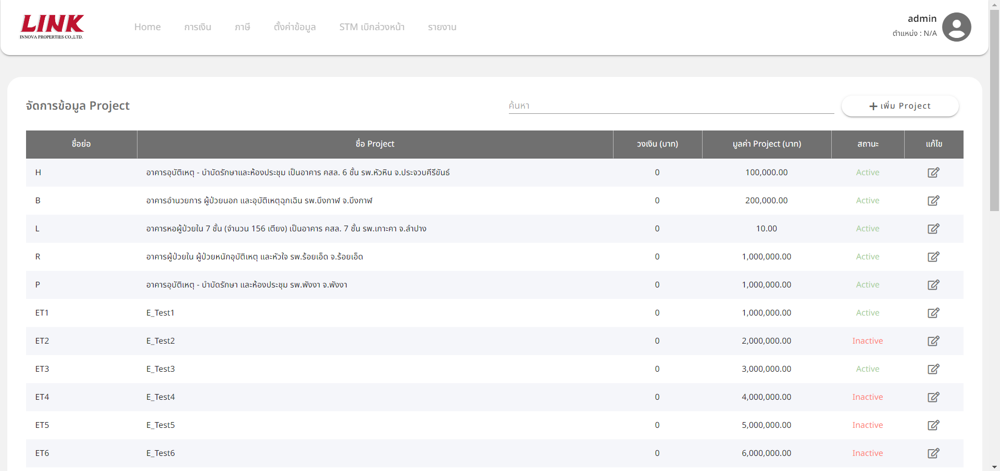 LINK
INNOVA PROPERTIES CO.,LTD.
Home การเงิน ภาษี ตั้งค่าข้อมูล STM เบิกล่วงหน้า รายงาน
admin
ตำแหน่ง : N/A
จัดการข้อมูล Project
ค้นหา
เพิ่ม Project
ชื่อย่อ ชื่อ Project วงเงิน (บาท) มูลค่า Project (บาท) สถานะ แก้ไข
H อาคารอุบัติเหตุ - บำบัดรักษาและห้องประชุม เป็นอาคาร คสล. 6 ชั้น รพ.หัวหิน จ.ประจวบคีรีขันธ์ 0 100,000.00 Active
B อาคารอำนวยการ ผู้ป่วยนอก และอุบัติเหตุฉุกเฉิน รพ.บึงกาฬ จ.บึงกาฬ 0 200,000.00 Active
L อาคารหอผู้ป่วยใน 7 ชั้น (จำนวน 156 เตียง) เป็นอาคาร คสล. 7 ชั้น รพ.เกาะคา จ.ลำปาง 0 10.00 Active
R อาคารผู้ป่วยใน ผู้ป่วยหนักอุบัติเหตุ และหัวใจ รพ.ร้อยเอ็ด จ.ร้อยเอ็ด 0 1,000,000.00 Active
P อาคารอุบัติเหตุ - บำบัดรักษา และห้องประชุม รพ.พังงา จ.พังงา 0 1,000,000.00 Active
ET1 E_Test1 0 1,000,000.00 Active
ET2 E_Test2 0 2,000,000.00 Inactive
ET3 E_Test3 0 3,000,000.00 Active
ET4 E_Test4 0 4,000,000.00 Inactive
ET5 E_Test5 0 5,000,000.00 Inactive
ET6 E_Test6 0 6,000,000.00 Inactive